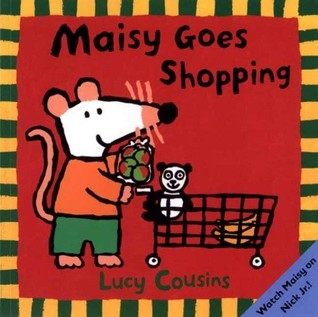 Maisy Goes
Shopping
Lucy Cousins
Watch Maisy on
Nick Jr.!